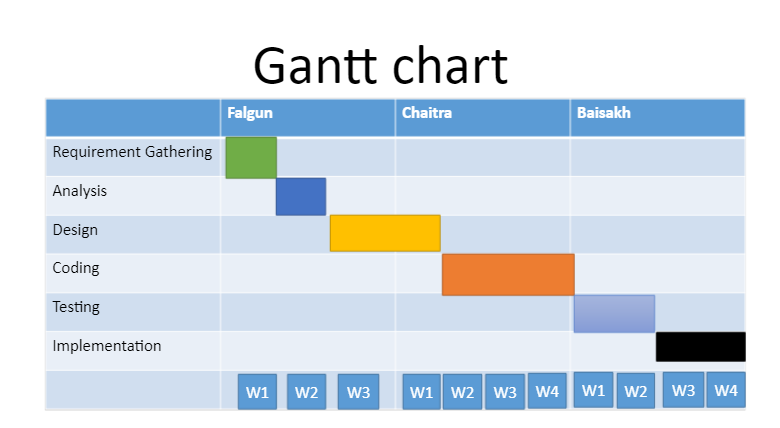 Gantt chart
Falgun Chaitra Baisakh
Requirement Gathering
Analysis
Design
Coding
Testing
Implementation
W1 W2 W3 W1 W2 W3 W4 W1 W2 W3 W4